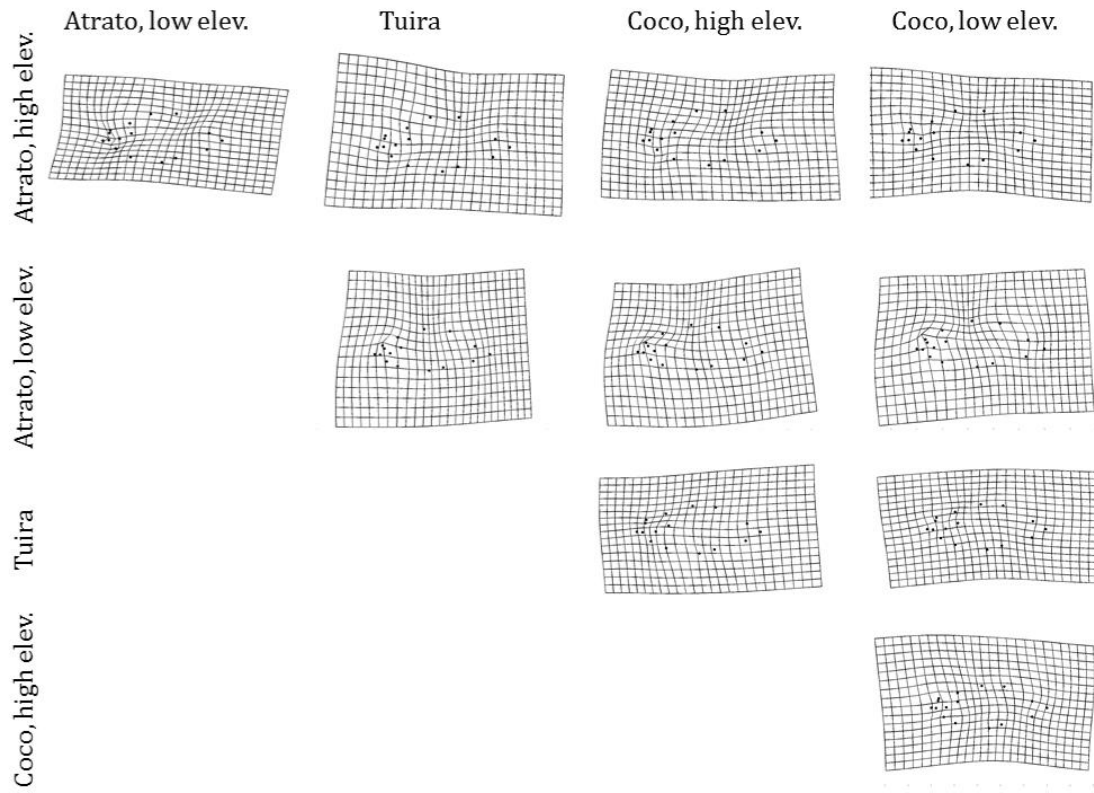 Atrato, low elev.
Tuira
Coco, high elev.
Coco, low elev.
Atrato, high elev.
Atrato, low elev.
Tuira
Coco, high elev.